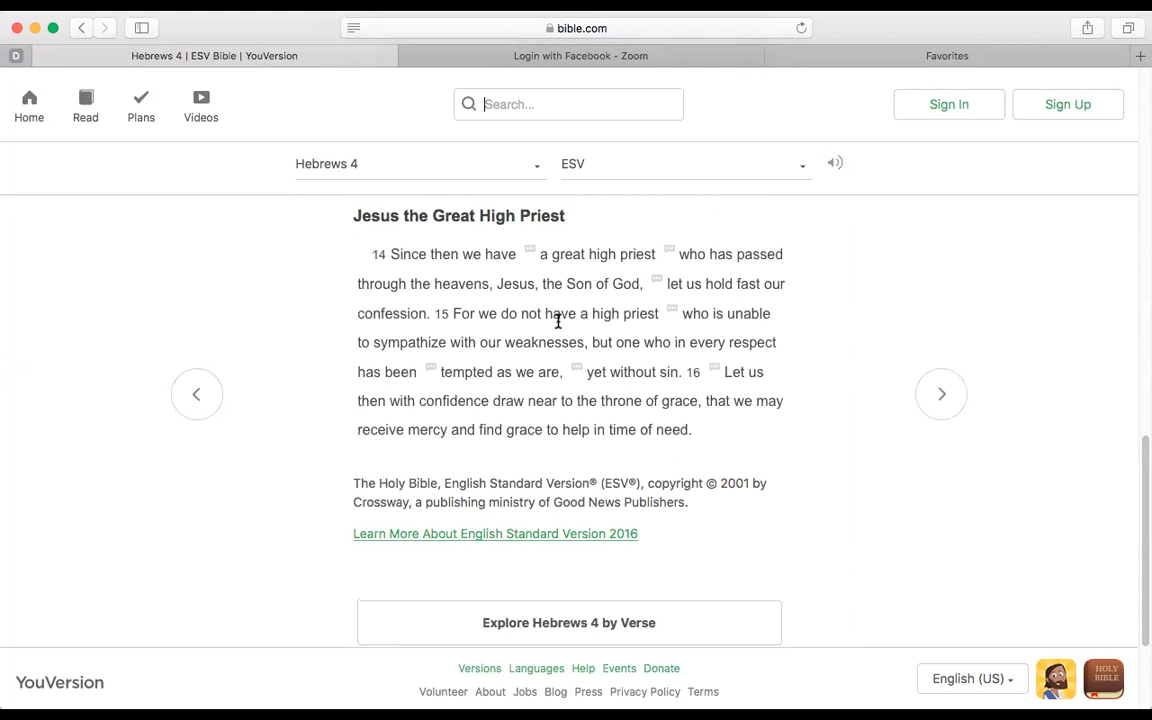 bible.com
D
Hebrews 4 | ESV Bible | YouVersion
Login with Facebook - Zoom
Favorites
Home
Read
Plans
Videos
Search...
Sign In
Sign Up
Hebrews 4
ESV
Jesus the Great High Priest
14 Since then we have a great high priest who has passed
through the heavens, Jesus, the Son of God, let us hold fast our
confession. 15 For we do not have a high priest who is unable
to sympathize with our weaknesses, but one who in every respect
has been tempted as we are, yet without sin. 16 Let us
then with confidence draw near to the throne of grace, that we may
receive mercy and find grace to help in time of need.
The Holy Bible, English Standard Version® (ESV®), copyright © 2001 by
Crossway, a publishing ministry of Good News Publishers.
Learn More About English Standard Version 2016
Explore Hebrews 4 by Verse
YouVersion
Versions Languages Help Events Donate
Volunteer About Jobs Blog Press Privacy Policy Terms
English (US)
HOLY
BIBLE